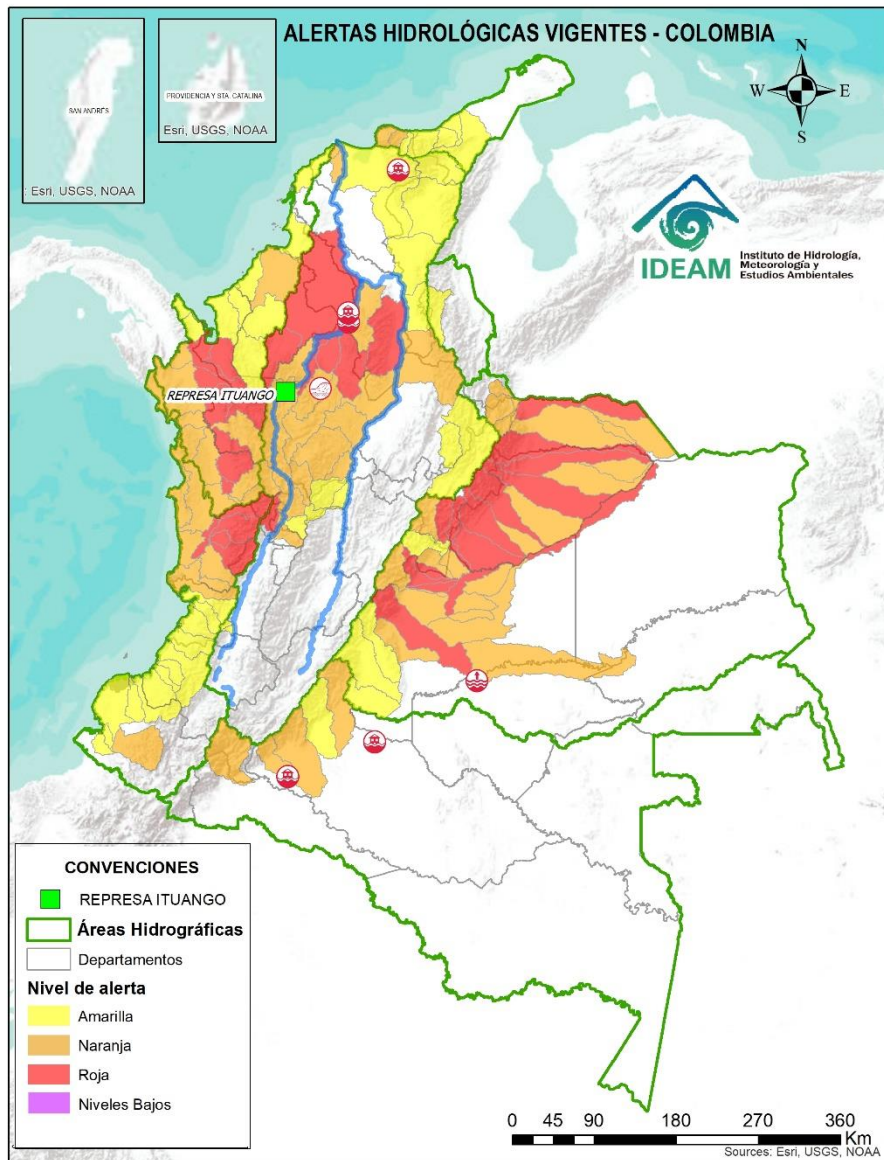 ALERTAS HIDROLÓGICAS VIGENTES - COLOMBIA
N
W
E
S
SAN ANDRÉS
: Esri, USGS, NOAA
PROVIDENCIA Y STA. CATALINA
Esri, USGS, NOAA
IDEAM
Instituto de Hidrología,
Meteorología y
Estudios Ambientales
REPRESA ITUANGO
CONVENCIONES
REPRESA ITUANGO
Áreas Hidrográficas
Departamentos
Nivel de alerta
Amarilla
Naranja
Roja
Niveles Bajos
0 45 90 180 270 360
Km
Sources: Esri, USGS, NOAA